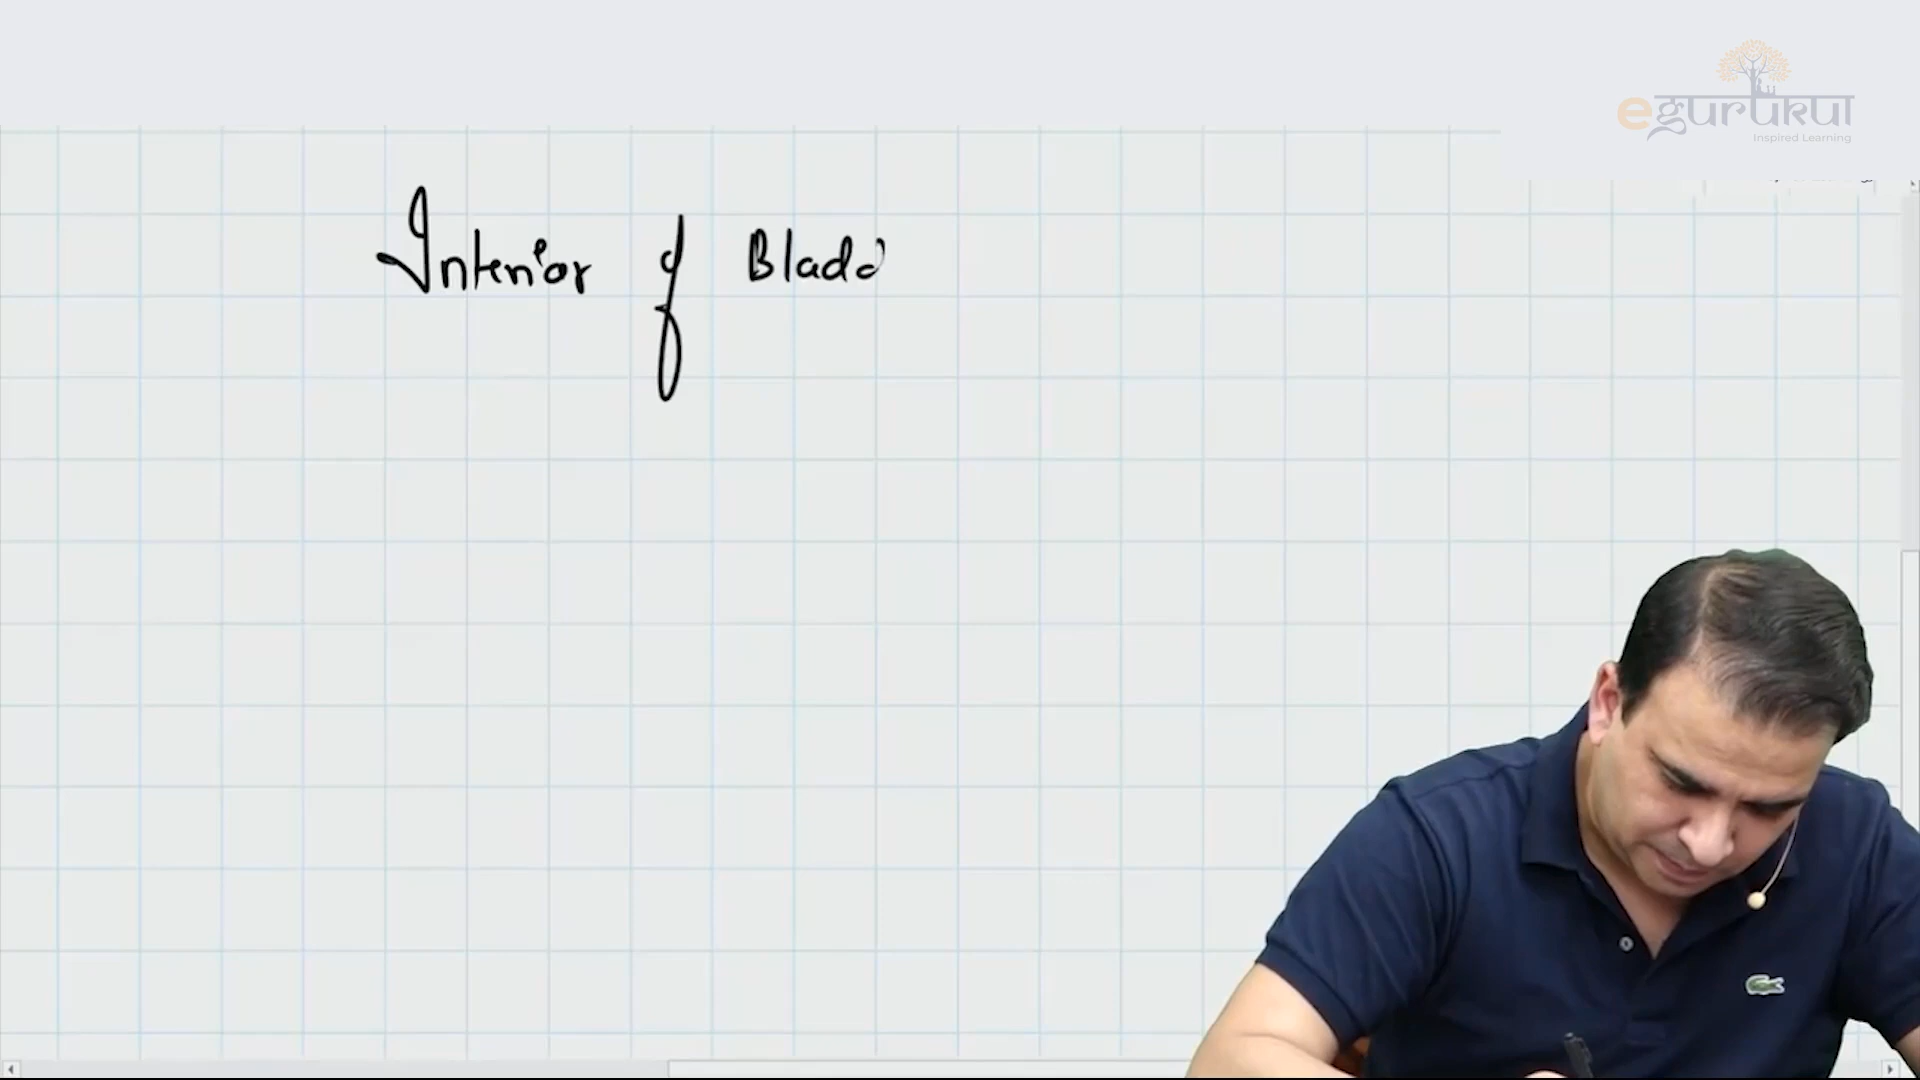 egurukul
Inspired Learning
Interior of Bladd